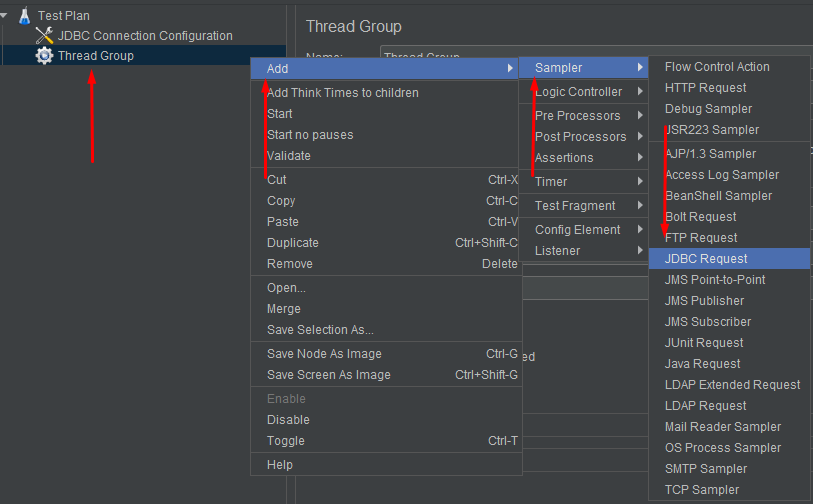 Test Plan
JDBC Connection Configuration
Thread Group
Thread Group
Name:
Thread Group
Add
Add Think Times to children
Start
Start no pauses
Validate
Cut Ctrl-X
Copy Ctrl-C
Paste Ctrl-V
Duplicate Ctrl+Shift-C
Remove Delete
Open...
Merge
Save Selection As...
Save Node As Image Ctrl-G
Save Screen As Image Ctrl+Shift-G
Enable
Disable
Toggle Ctrl-T
Help
Sampler
Logic Controller
Pre Processors
Post Processors
Assertions
Timer
Test Fragment
Config Element
Listener
ed
Flow Control Action
HTTP Request
Debug Sampler
JSR223 Sampler
AJP/1.3 Sampler
Access Log Sampler
BeanShell Sampler
Bolt Request
FTP Request
JDBC Request
JMS Point-to-Point
JMS Publisher
JMS Subscriber
JUnit Request
Java Request
LDAP Extended Request
LDAP Request
Mail Reader Sampler
OS Process Sampler
SMTP Sampler
TCP Sampler